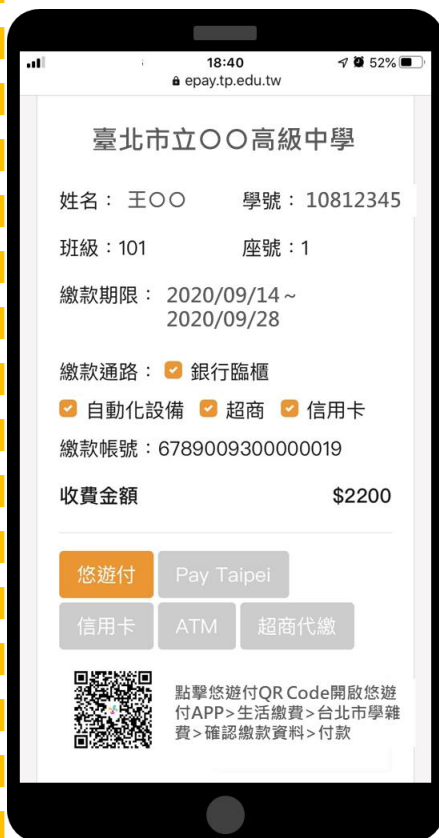 18:40
52%
epay.tp.edu.tw
臺北市立〇〇高級中學
姓名： 王〇〇 學號： 10812345
班級：101 座號：1
繳款期限： 2020/09/14～
2020/09/28
繳款通路： 銀行臨櫃
自動化設備 超商 信用卡
繳款帳號：6789009300000019
收費金額 $2200
悠遊付 Pay Taipei
信用卡 ATM 超商代繳
點擊悠遊付QR Code開啟悠遊
付APP>生活繳費>台北市學雜
費>確認繳款資料>付款